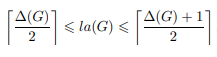 ⌈Δ(G)/2⌉ ⩽ la(G) ⩽ ⌈(Δ(G) + 1)/2⌉